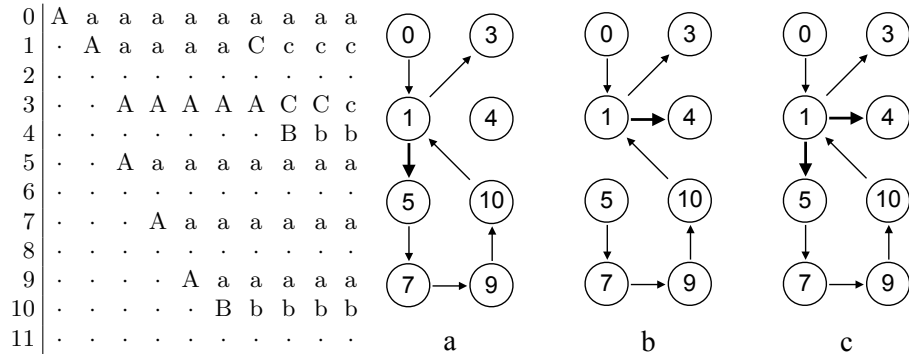 0 A a a a a a a a a a
1 · A a a a a C c c c
2 · · · · · · · · · ·
3 · · A A A A A C C c
4 · · · · · · · B b b
5 · · A a a a a a a a
6 · · · · · · · · · ·
7 · · · A a a a a a a
8 · · · · · · · · · ·
9 · · · · A a a a a a
10 · · · · · B b b b b
11 · · · · · · · · · ·
0 3
1 4
5 10
7 9
a
0 3
1 4
5 10
7 9
b
0 3
1 4
5 10
7 9
c